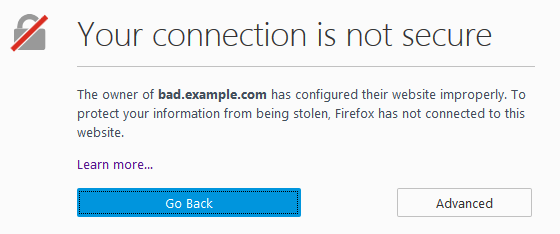 Your connection is not secure
The owner of bad.example.com has configured their website improperly. To
protect your information from being stolen, Firefox has not connected to this
website.
Learn more...
Go Back
Advanced